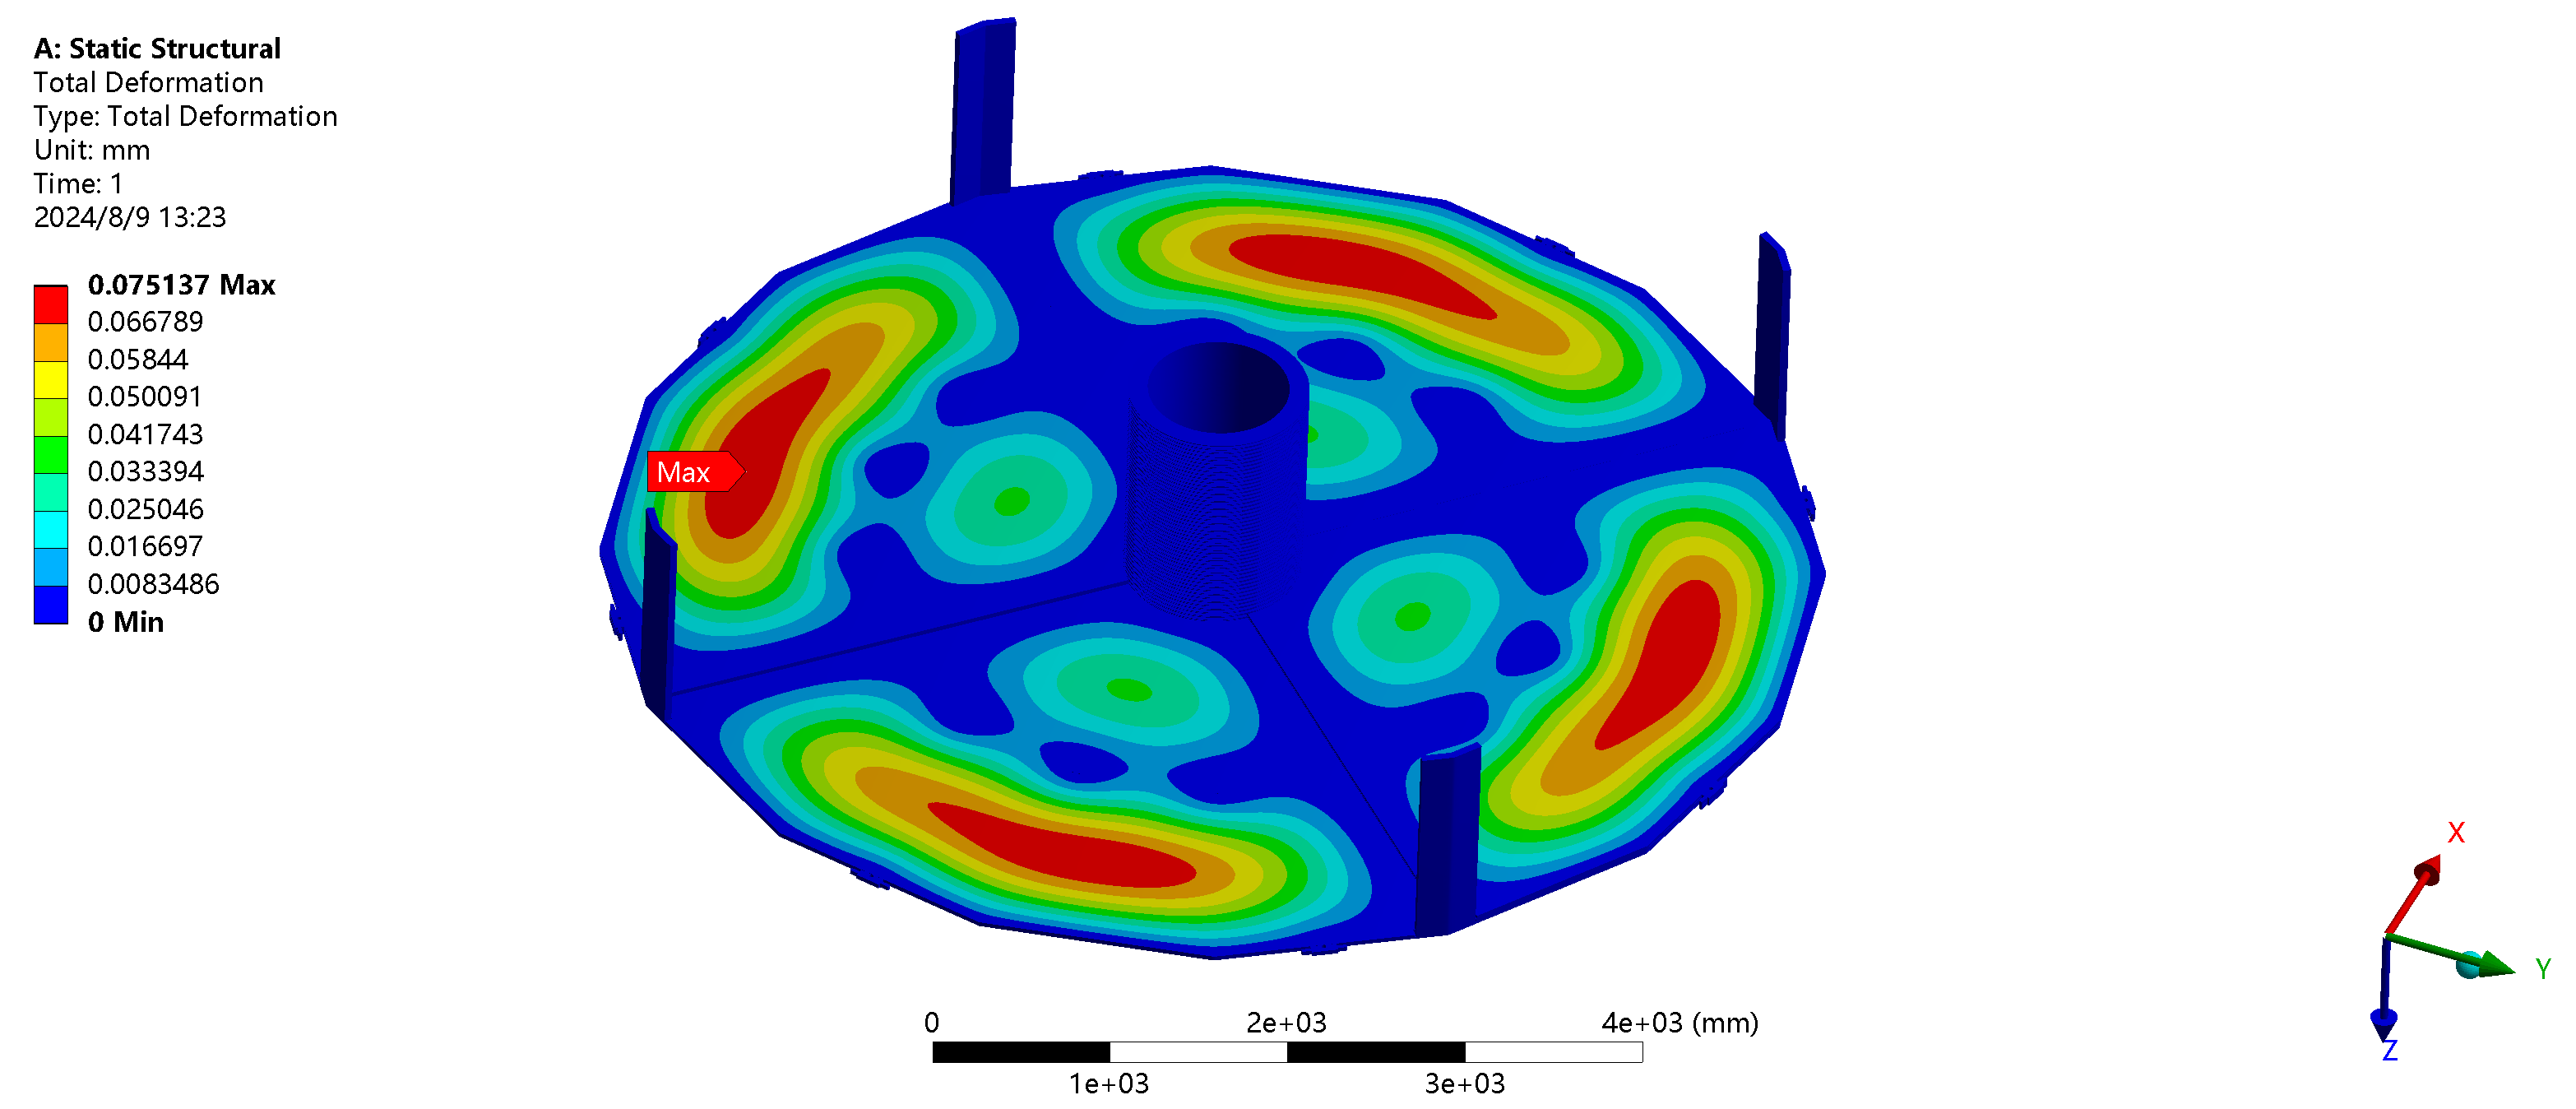 A: Static Structural
Total Deformation
Type: Total Deformation
Unit: mm
Time: 1
2024/8/9 13:23
0.075137 Max
0.066789
0.05844
0.050091
0.041743
0.033394
0.025046
0.016697
0.0083486
0 Min
Max
X
Y
Z
0 2e+03 4e+03 (mm)
1e+03 3e+03